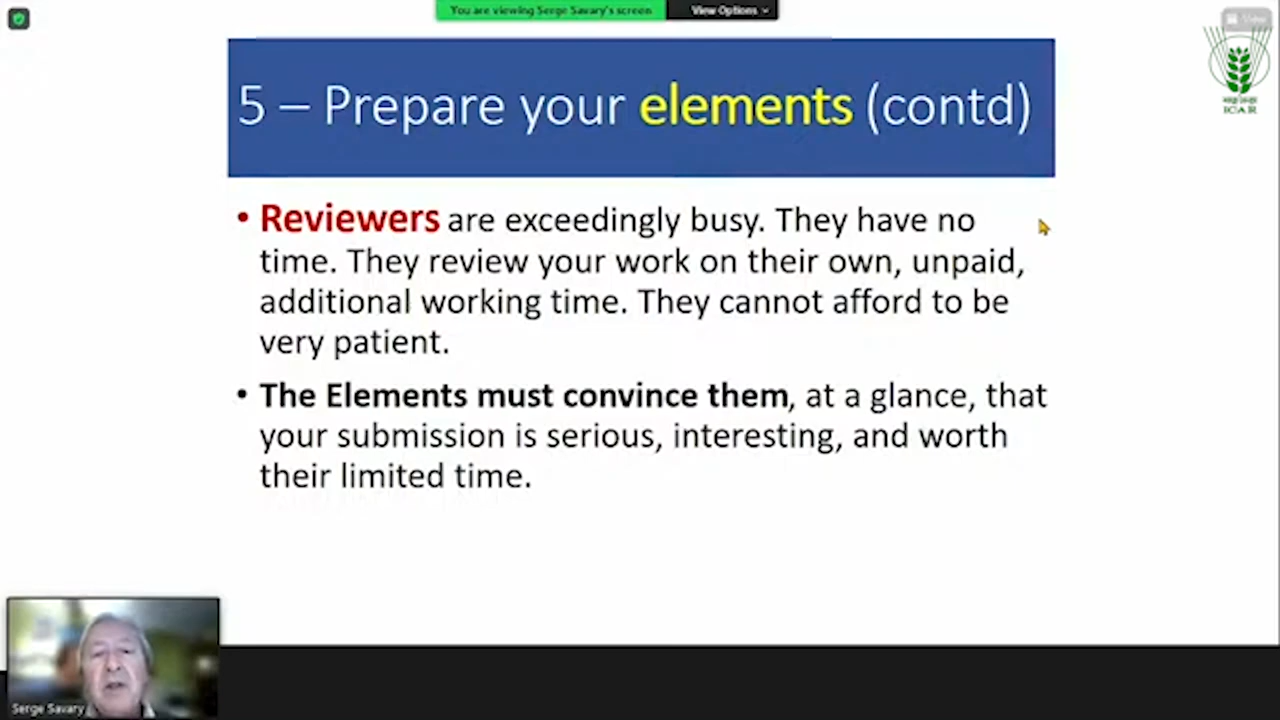 You are viewing Serge Savary's screen
View Options
View
5 – Prepare your elements (contd)
ICAR
• Reviewers are exceedingly busy. They have no
time. They review your work on their own, unpaid,
additional working time. They cannot afford to be
very patient.
• The Elements must convince them, at a glance, that
your submission is serious, interesting, and worth
their limited time.
Serge Savary